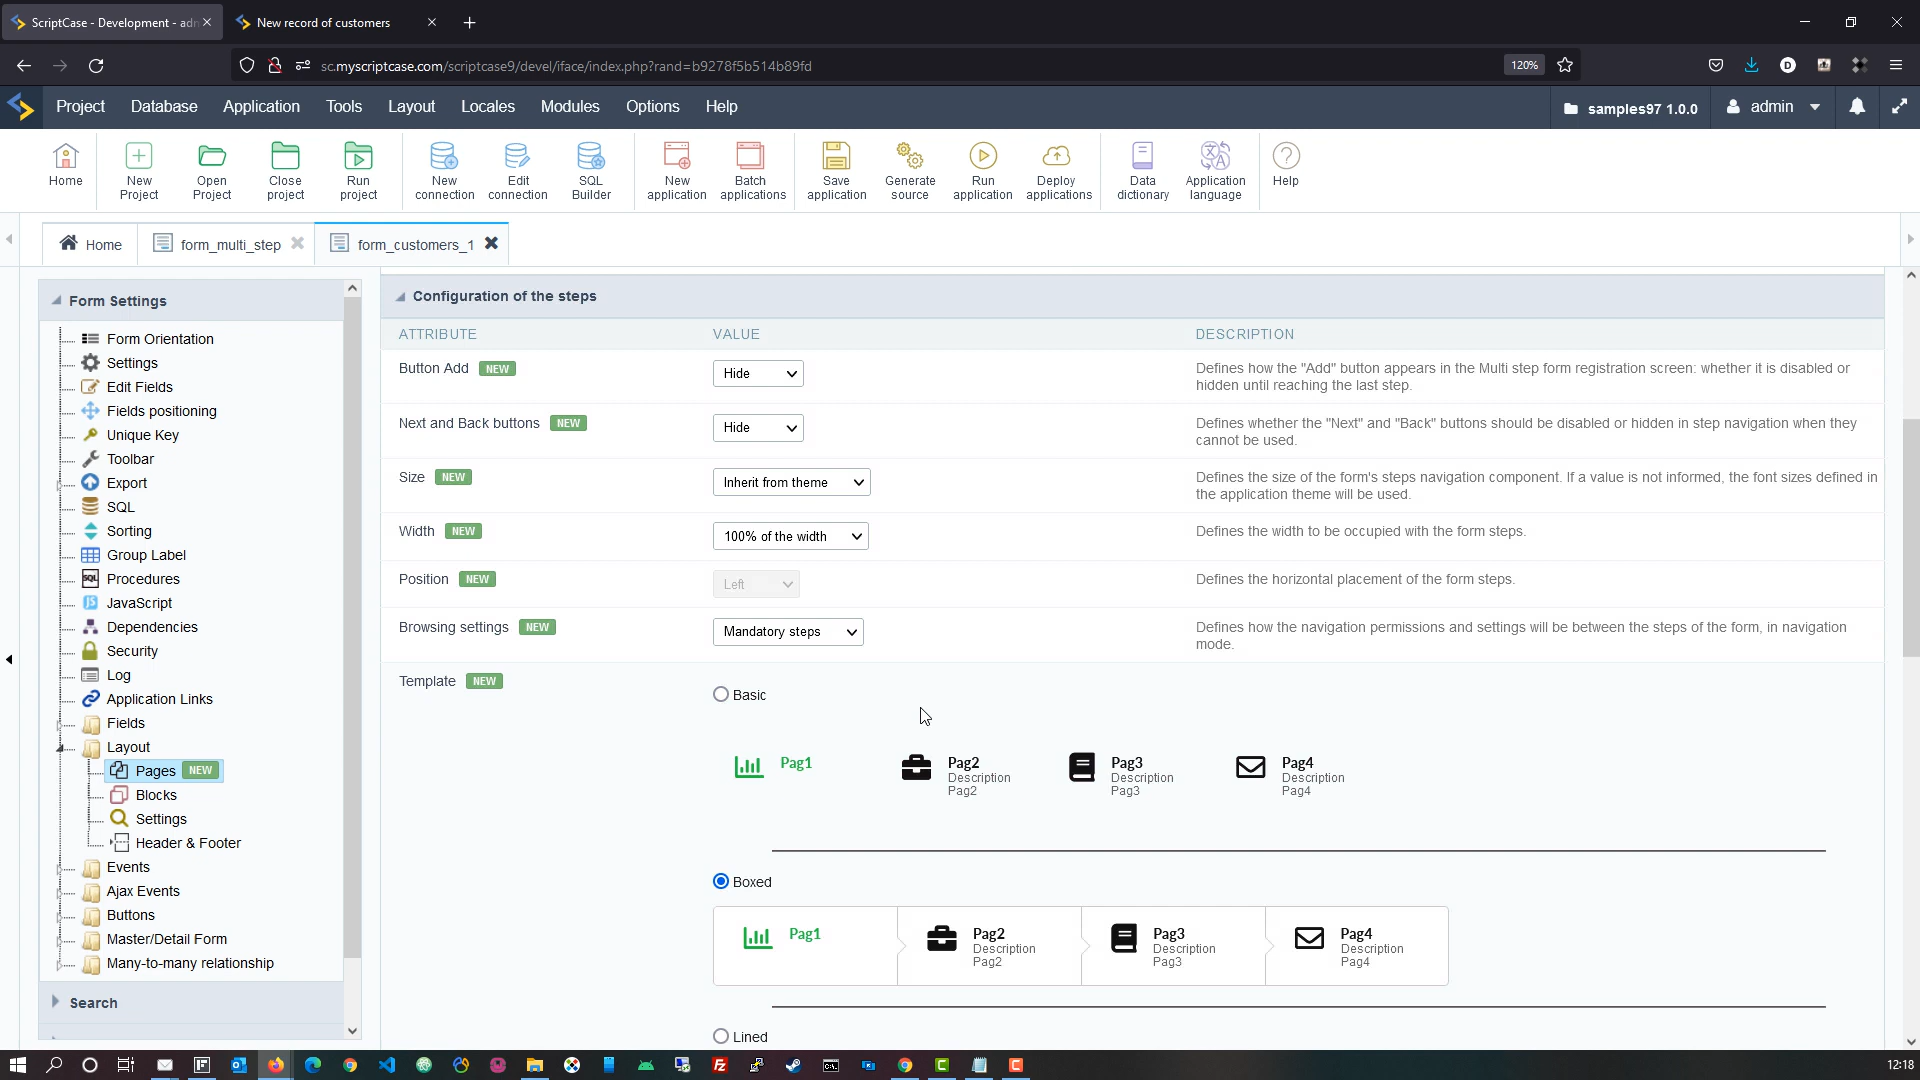 ScriptCase - Development - adn
New record of customers
sc.myscriptcase.com/scriptcase9/devel/iface/index.php?rand=b9278f5b514b89fd
120%
Project Database Application Tools Layout Locales Modules Options Help
samples97 1.0.0
admin
Home
New Project
Open Project
Close project
Run project
New connection
Edit connection
SQL Builder
New application
Batch applications
Save application
Generate source
Run application
Deploy applications
Data dictionary
Application language
Help
Home
form_multi_step
form_customers_1
Form Settings
Form Orientation
Settings
Edit Fields
Fields positioning
Unique Key
Toolbar
Export
SQL
Sorting
Group Label
Procedures
JavaScript
Dependencies
Security
Log
Application Links
Fields
Layout
Pages NEW
Blocks
Settings
Header & Footer
Events
Ajax Events
Buttons
Master/Detail Form
Many-to-many relationship
Search
Configuration of the steps
ATTRIBUTE VALUE DESCRIPTION
Button Add NEW
Hide
Defines how the "Add" button appears in the Multi step form registration screen: whether it is disabled or
hidden until reaching the last step.
Next and Back buttons NEW
Hide
Defines whether the "Next" and "Back" buttons should be disabled or hidden in step navigation when they
cannot be used.
Size NEW
Inherit from theme
Defines the size of the form's steps navigation component. If a value is not informed, the font sizes defined in
the application theme will be used.
Width NEW
100% of the width
Defines the width to be occupied with the form steps.
Position NEW
Left
Defines the horizontal placement of the form steps.
Browsing settings NEW
Mandatory steps
Defines how the navigation permissions and settings will be between the steps of the form, in navigation
mode.
Template NEW
Basic
Pag1
Pag2
Description
Pag2
Pag3
Description
Pag3
Pag4
Description
Pag4
Boxed
Pag1
Pag2
Description
Pag2
Pag3
Description
Pag3
Pag4
Description
Pag4
Lined
12:18